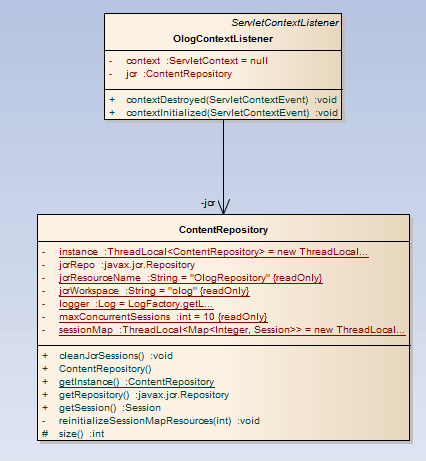 ServletContextListener
OlogContextListener
- context :ServletContext = null
- jcr :ContentRepository
+ contextDestroyed(ServletContextEvent) :void
+ contextInitialized(ServletContextEvent) :void
-jcr
ContentRepository
- instance :ThreadLocal<ContentRepository> = new ThreadLocal...
- jcrRepo :javax.jcr.Repository
- jcrResourceName :String = "OlogRepository" {readOnly}
- jcrWorkspace :String = "olog" {readOnly}
- logger :Log = LogFactory.getL...
- maxConcurrentSessions :int = 10 {readOnly}
- sessionMap :ThreadLocal<Map<Integer, Session>> = new ThreadLocal...
+ cleanJcrSessions() :void
+ ContentRepository()
+ getInstance() :ContentRepository
+ getRepository() :javax.jcr.Repository
+ getSession() :Session
- reinitializeSessionMapResources(int) :void
# size() :int